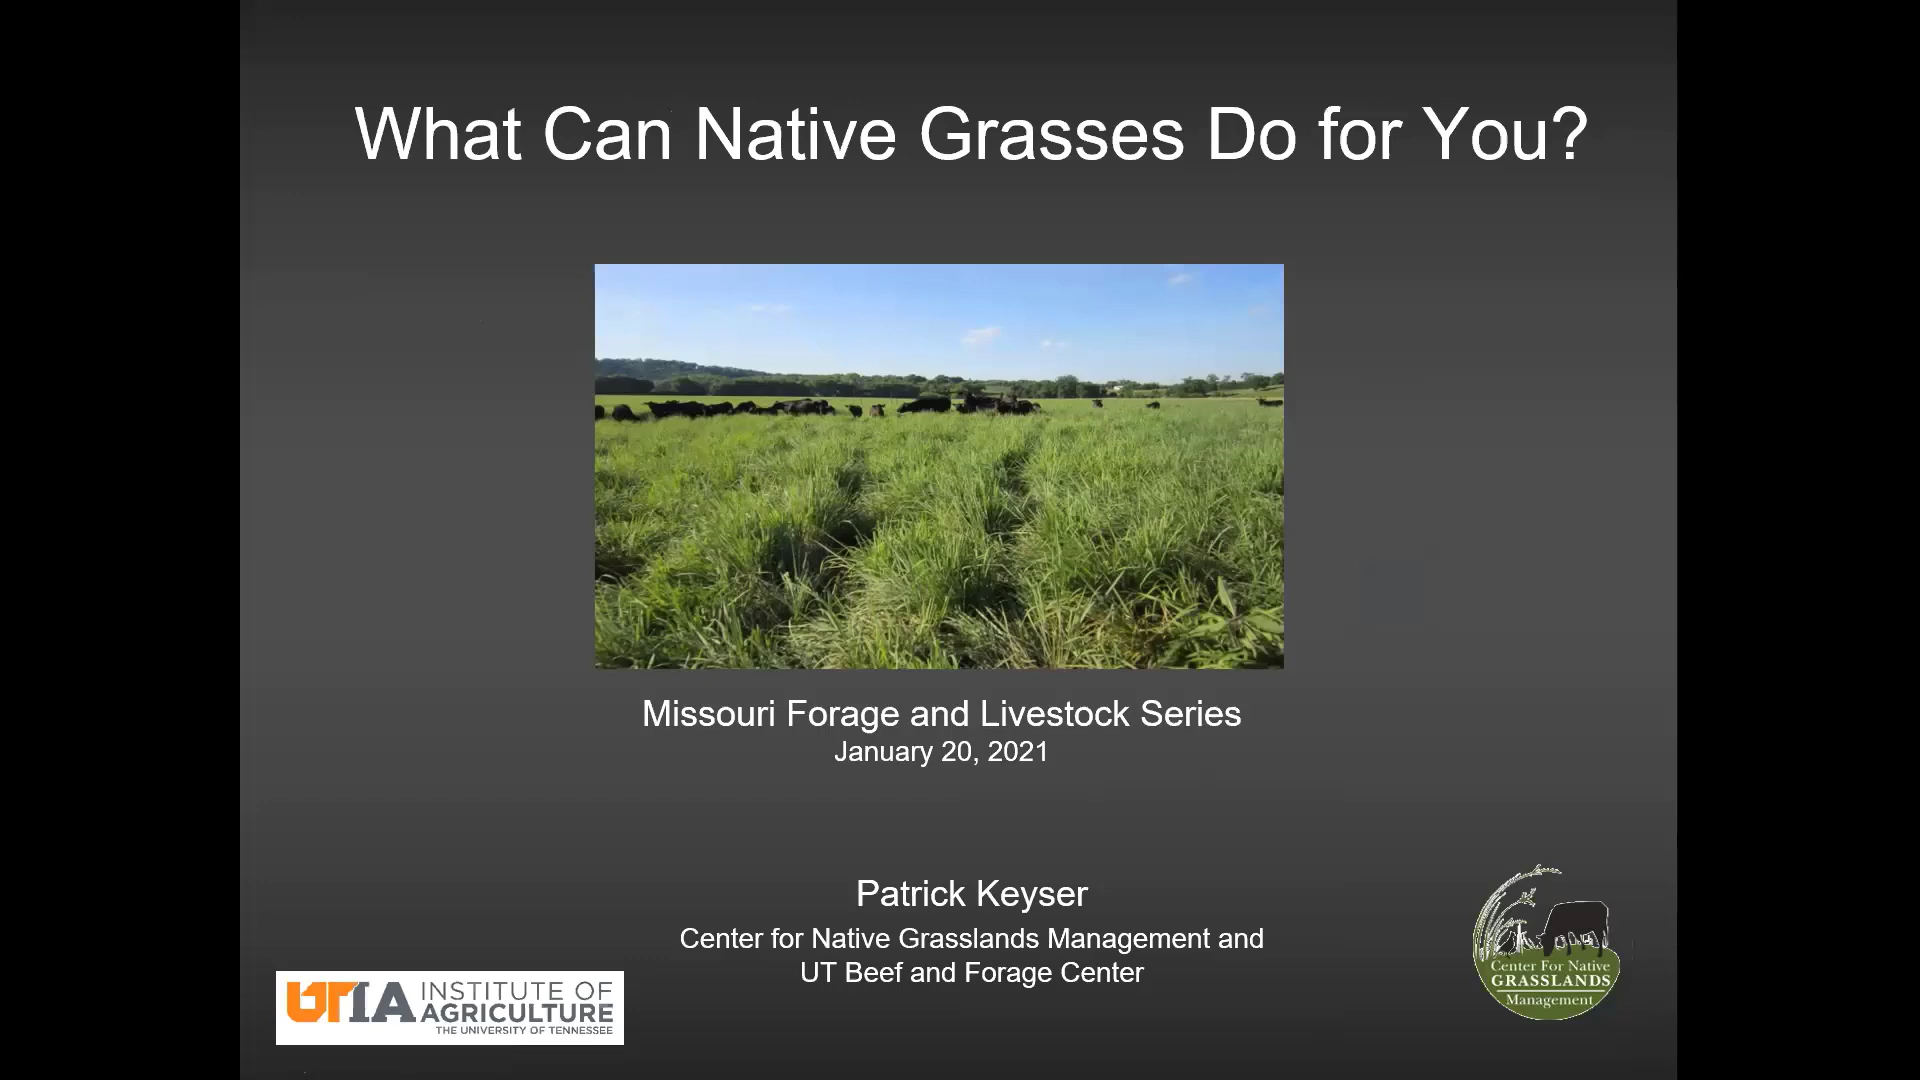 What Can Native Grasses Do for You?
Missouri Forage and Livestock Series
January 20, 2021
Patrick Keyser
Center for Native Grasslands Management and
UT Beef and Forage Center
UTIA INSTITUTE OF
AGRICULTURE
THE UNIVERSITY OF TENNESSEE
Center For Native
GRASSLANDS
Management